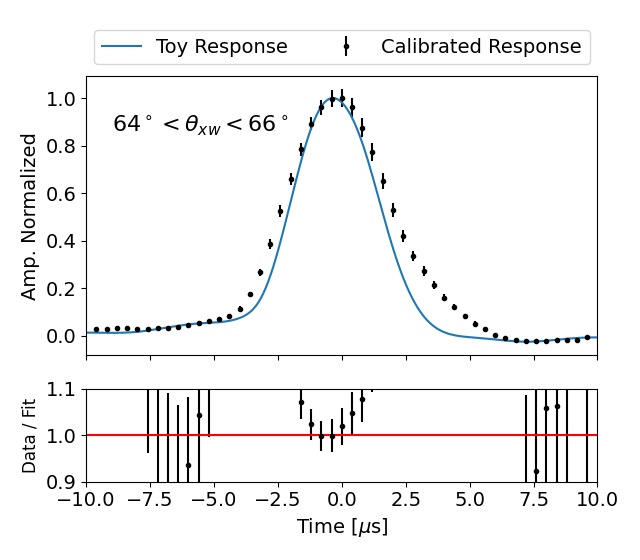 Toy Response Calibrated Response
64° < θxw < 66°
Amp. Normalized
1.0
0.8
0.6
0.4
0.2
0.0
Data / Fit
1.1
1.0
0.9
−10.0 −7.5 −5.0 −2.5 0.0 2.5 5.0 7.5 10.0
Time [μs]